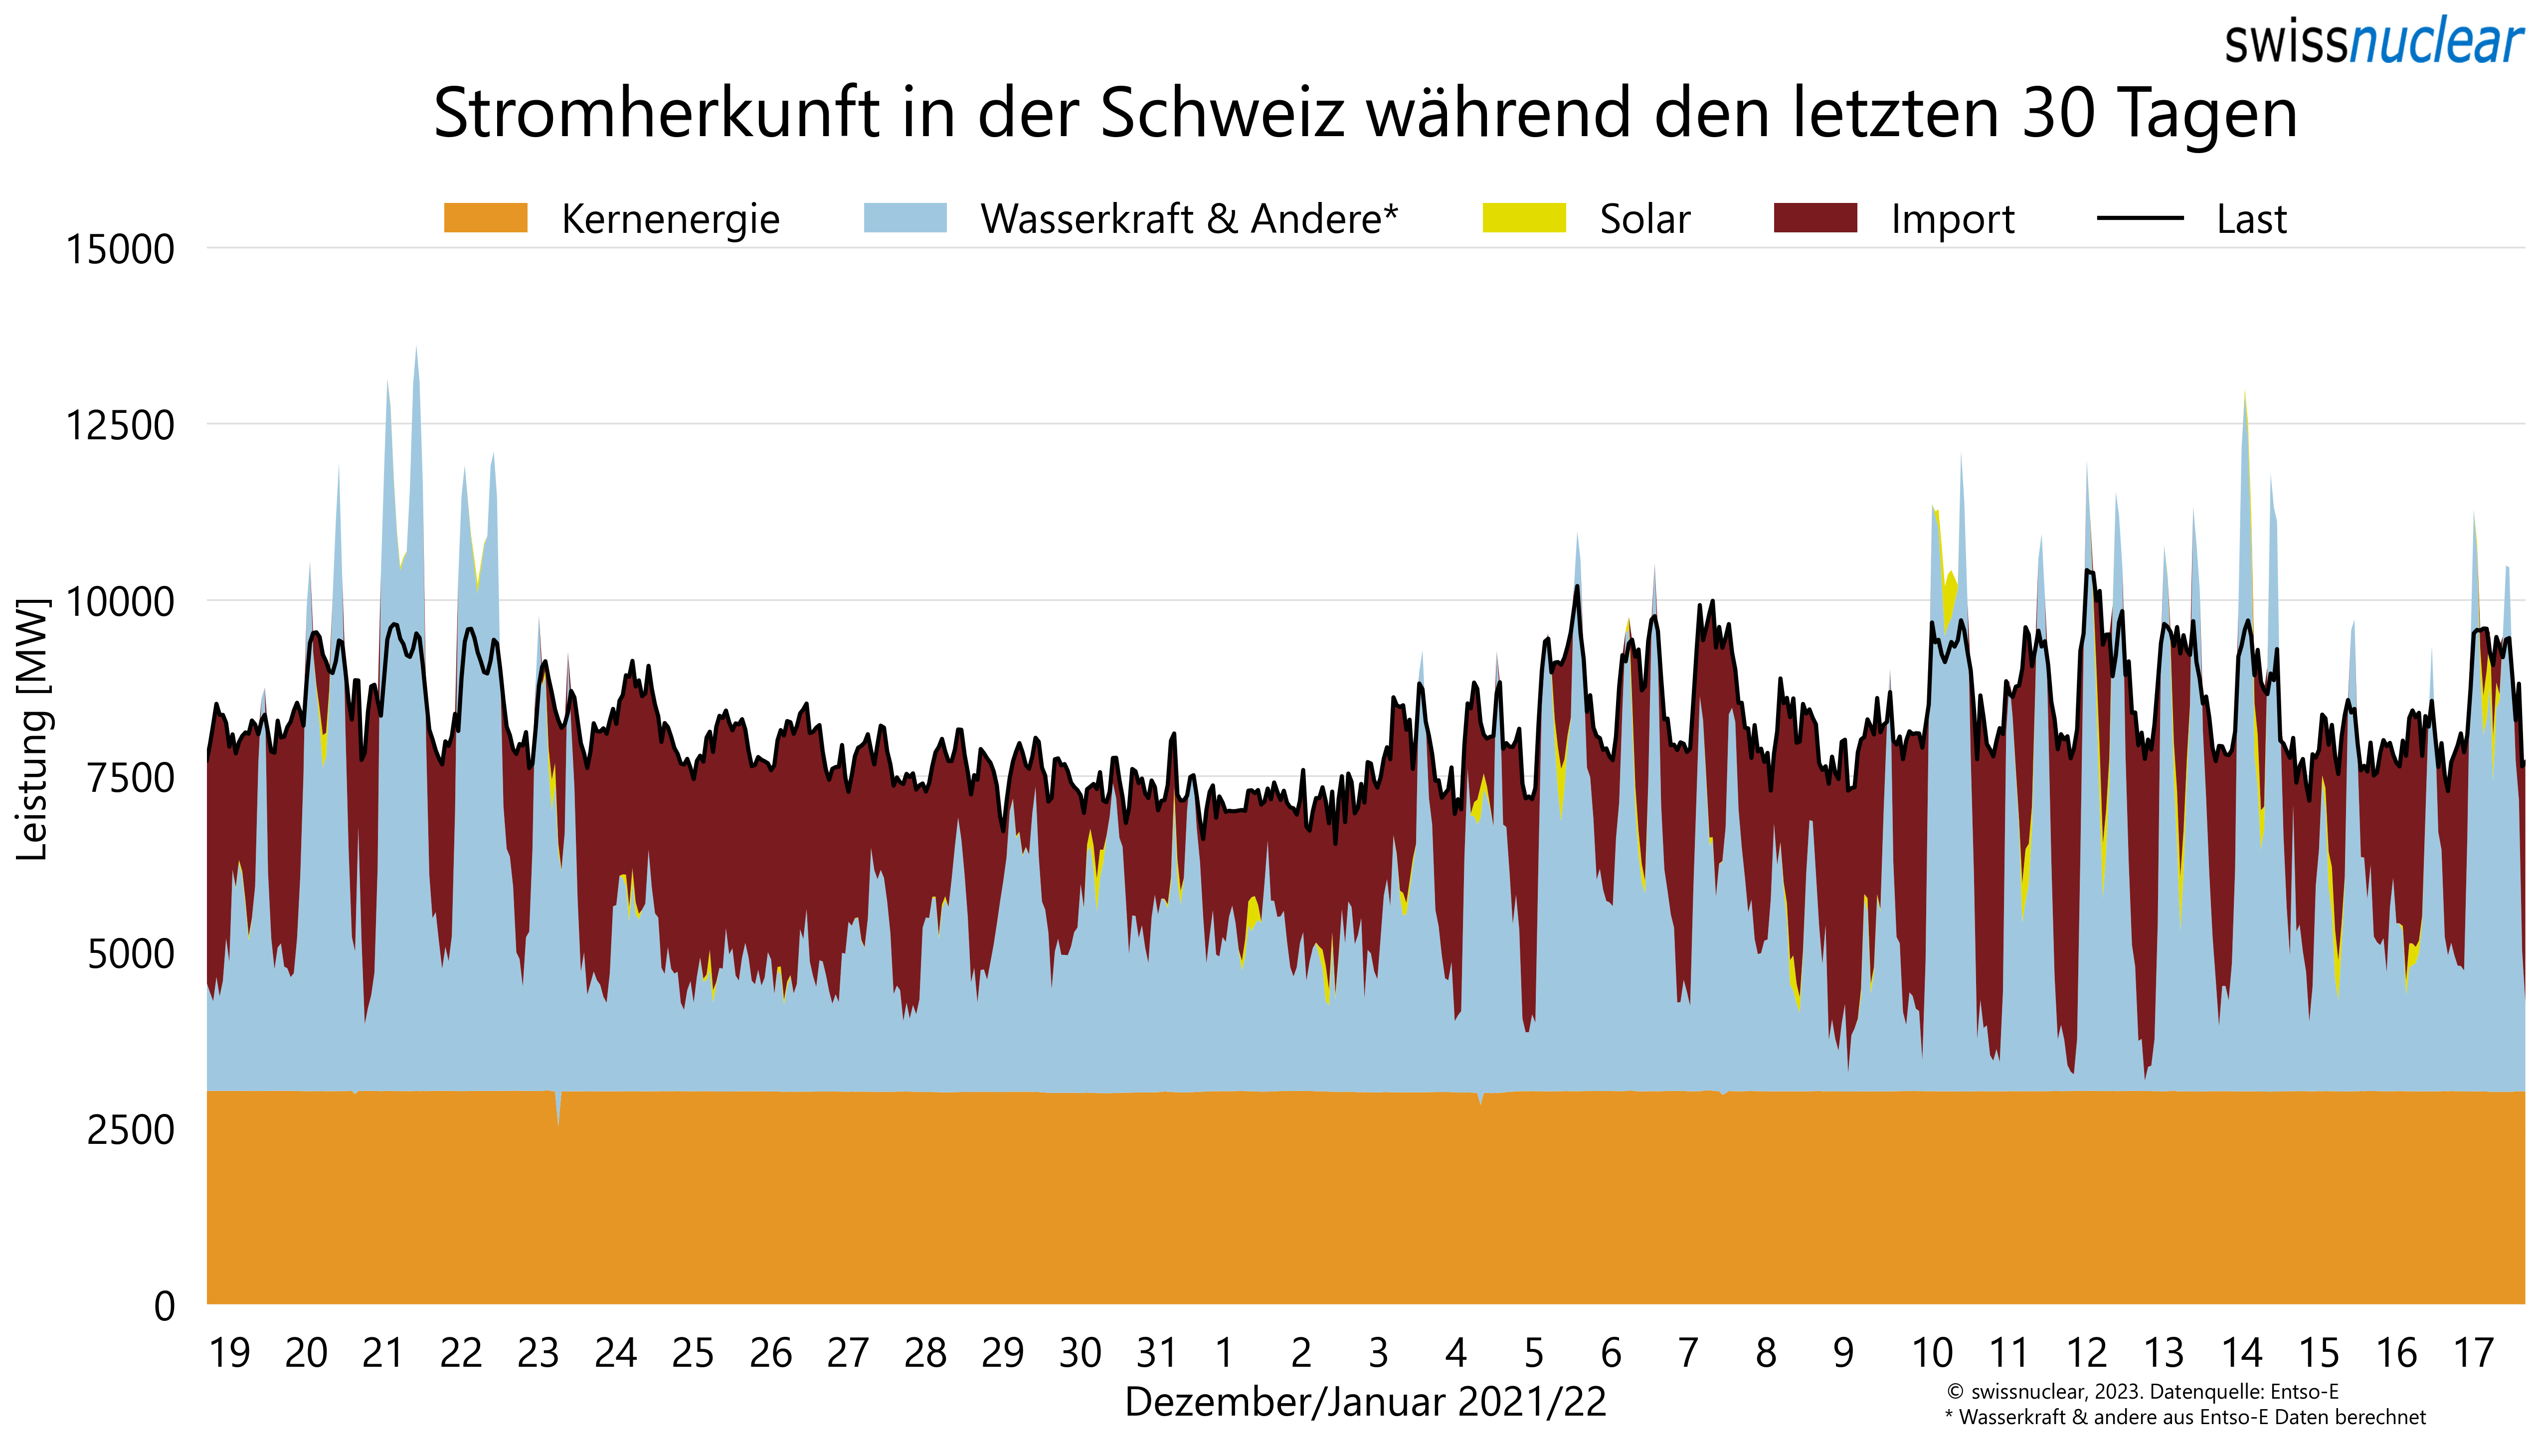 swissnuclear
Stromherkunft in der Schweiz während den letzten 30 Tagen
Kernenergie Wasserkraft & Andere* Solar Import Last
15000
12500
10000
7500
5000
2500
0
Leistung [MW]
19 20 21 22 23 24 25 26 27 28 29 30 31 1 2 3 4 5 6 7 8 9 10 11 12 13 14 15 16 17
Dezember/Januar 2021/22
© swissnuclear, 2023. Datenquelle: Entso-E
* Wasserkraft & andere aus Entso-E Daten berechnet